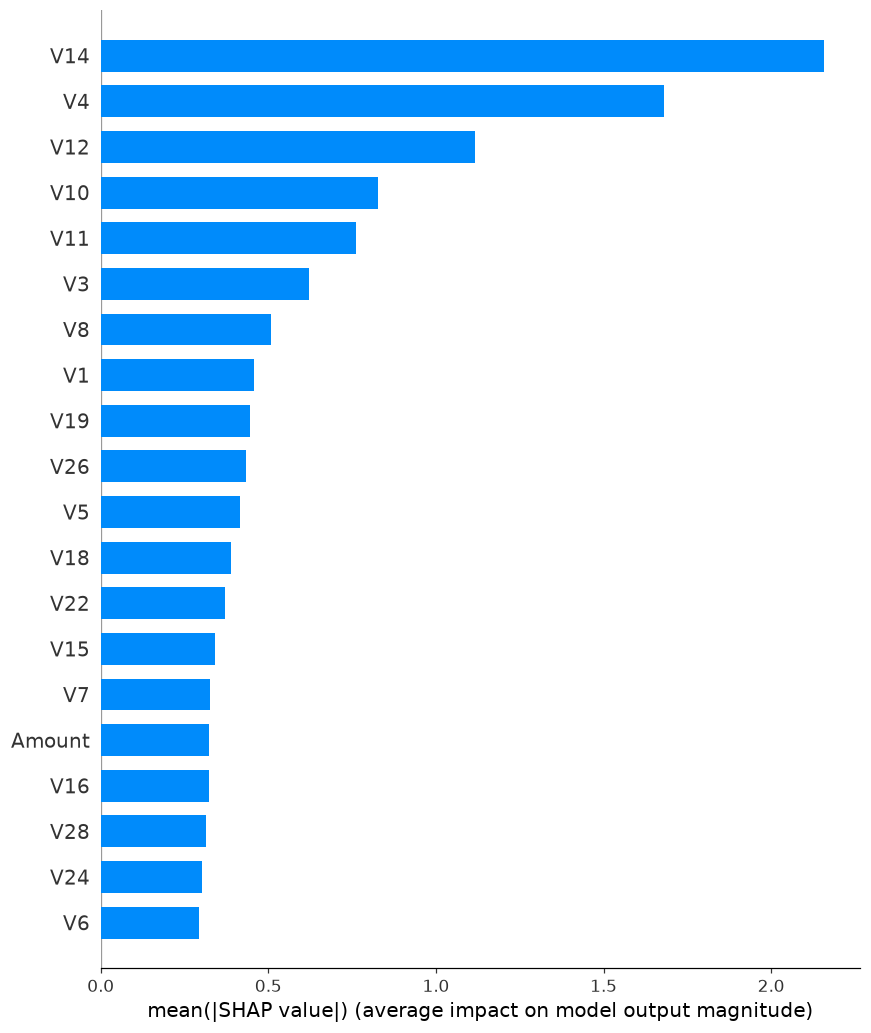 V14
V4
V12
V10
V11
V3
V8
V1
V19
V26
V5
V18
V22
V15
V7
Amount
V16
V28
V24
V6
0.0 0.5 1.0 1.5 2.0
mean(|SHAP value|) (average impact on model output magnitude)